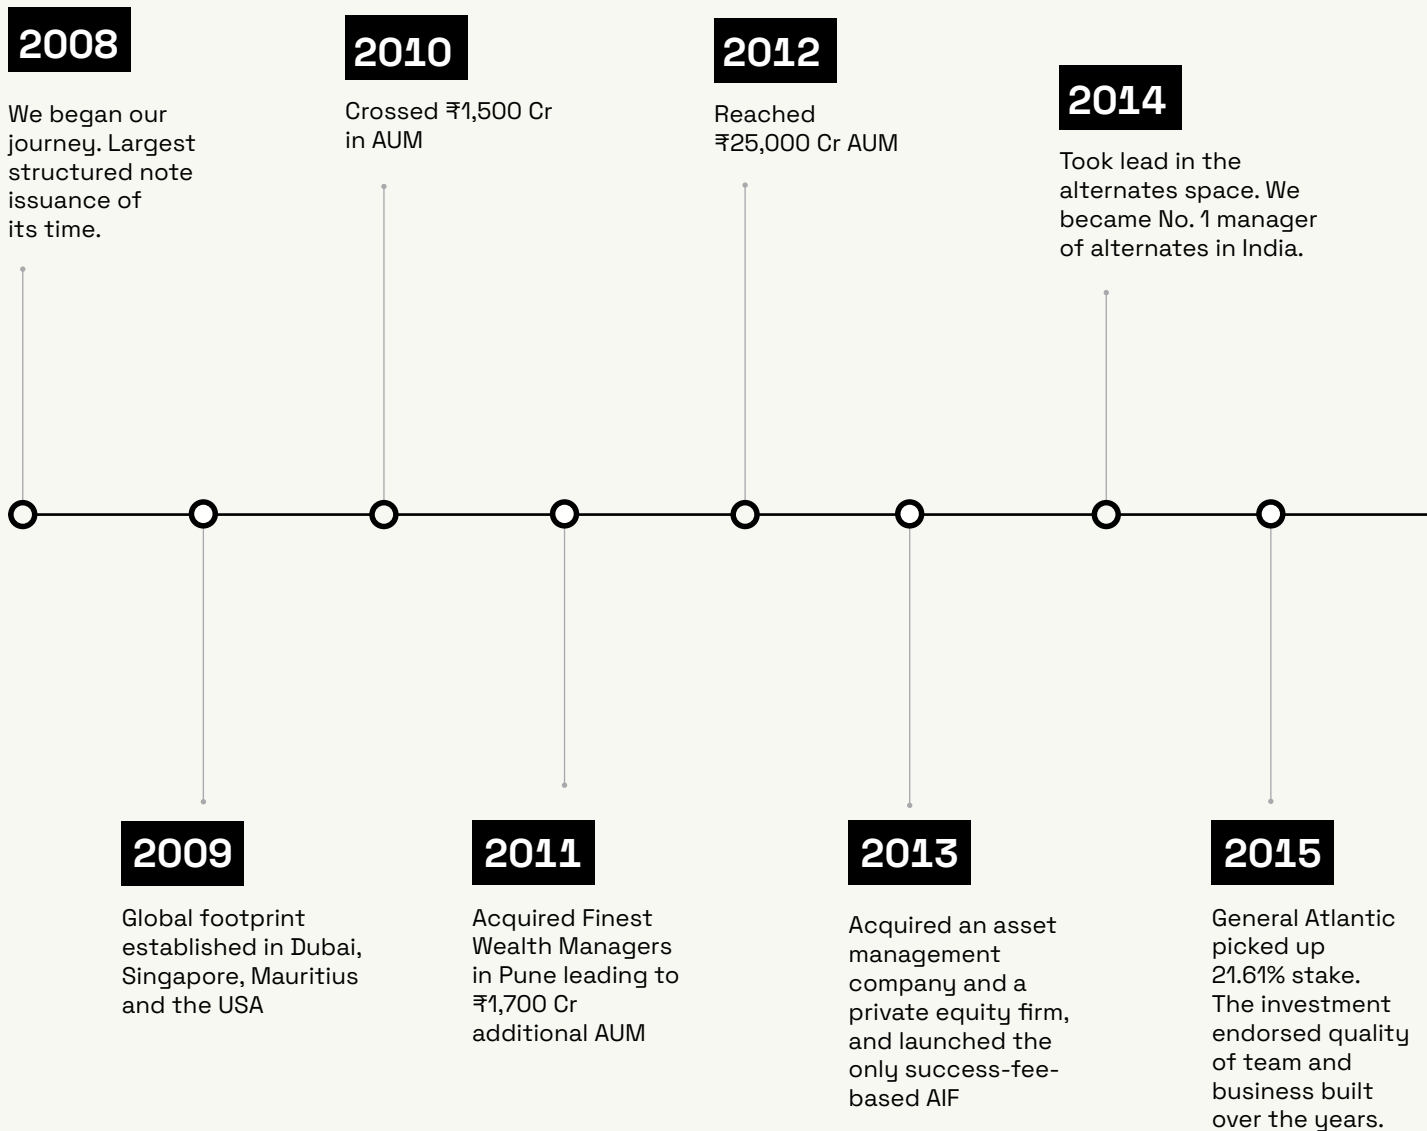 2008
We began our
journey. Largest
structured note
issuance of
its time.
2010
Crossed ₹1,500 Cr
in AUM
2012
Reached
₹25,000 Cr AUM
2014
Took lead in the
alternates space. We
became No. 1 manager
of alternates in India.
2009
Global footprint
established in Dubai,
Singapore, Mauritius
and the USA
2011
Acquired Finest
Wealth Managers
in Pune leading to
₹1,700 Cr
additional AUM
2013
Acquired an asset
management
company and a
private equity firm,
and launched the
only success-fee-
based AIF
2015
General Atlantic
picked up
21.61% stake.
The investment
endorsed quality
of team and
business built
over the years.